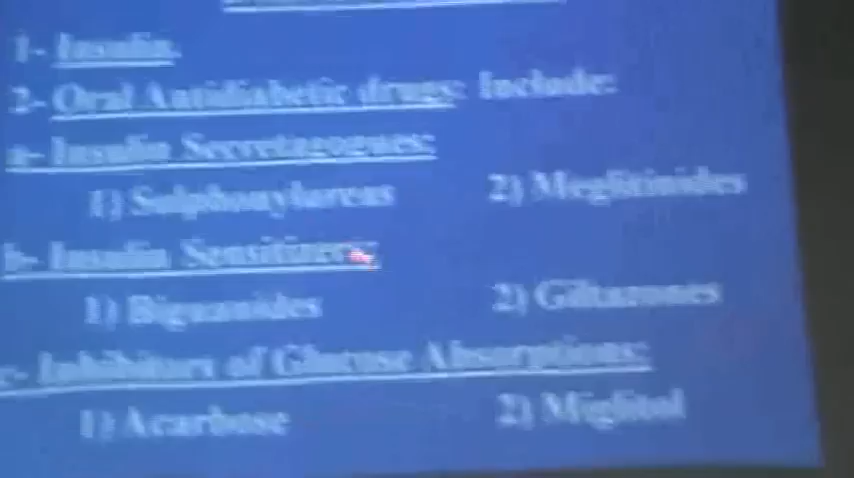 1- Insulin.
2- Oral Antidiabetic drugs: Include:
a- Insulin Secretagogues:
1) Sulphonylureas 2) Meglitinides
b- Insulin Sensitizers:
1) Biguanides 2) Glitazones
c- Inhibitors of Glucose Absorptions:
1) Acarbose 2) Miglitol